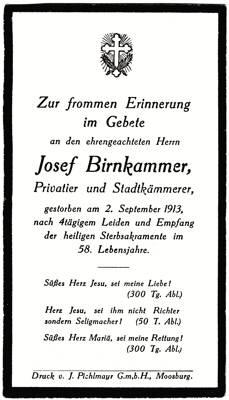 Zur frommen Erinnerung
im Gebete
an den ehrengeachteten Herrn
Josef Birnkammer,
Privatier und Stadtkämmerer,
gestorben am 2. September 1913,
nach 4tägigem Leiden und Empfang
der heiligen Sterbsakramente im
58. Lebensjahre.
Süßes Herz Jesu, sei meine Liebe!
(300 Tg. Abl.)
Herz Jesu, sei ihm nicht Richter
sondern Seligmacher! (50 T. Abl.)
Süßes Herz Mariä, sei meine Rettung!
(300 Tg. Abl.)
Druck v. J. Pichlmayr G.m.b.H., Moosburg.